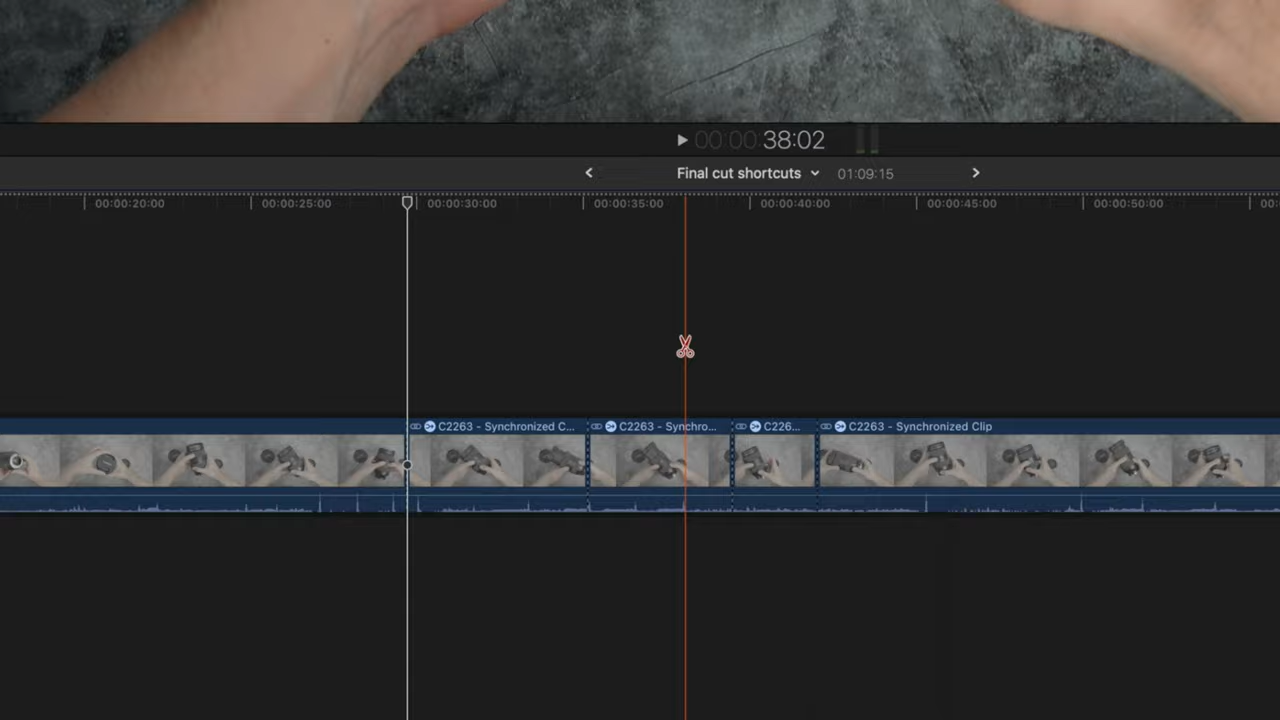 00:00:38:02
Final cut shortcuts 01:09:15
00:00:20:00 00:00:25:00 00:00:30:00 00:00:35:00 00:00:40:00 00:00:45:00 00:00:50:00 00:
C2263 - Synchronized C... C2263 - Synchro... C226... C2263 - Synchronized Clip